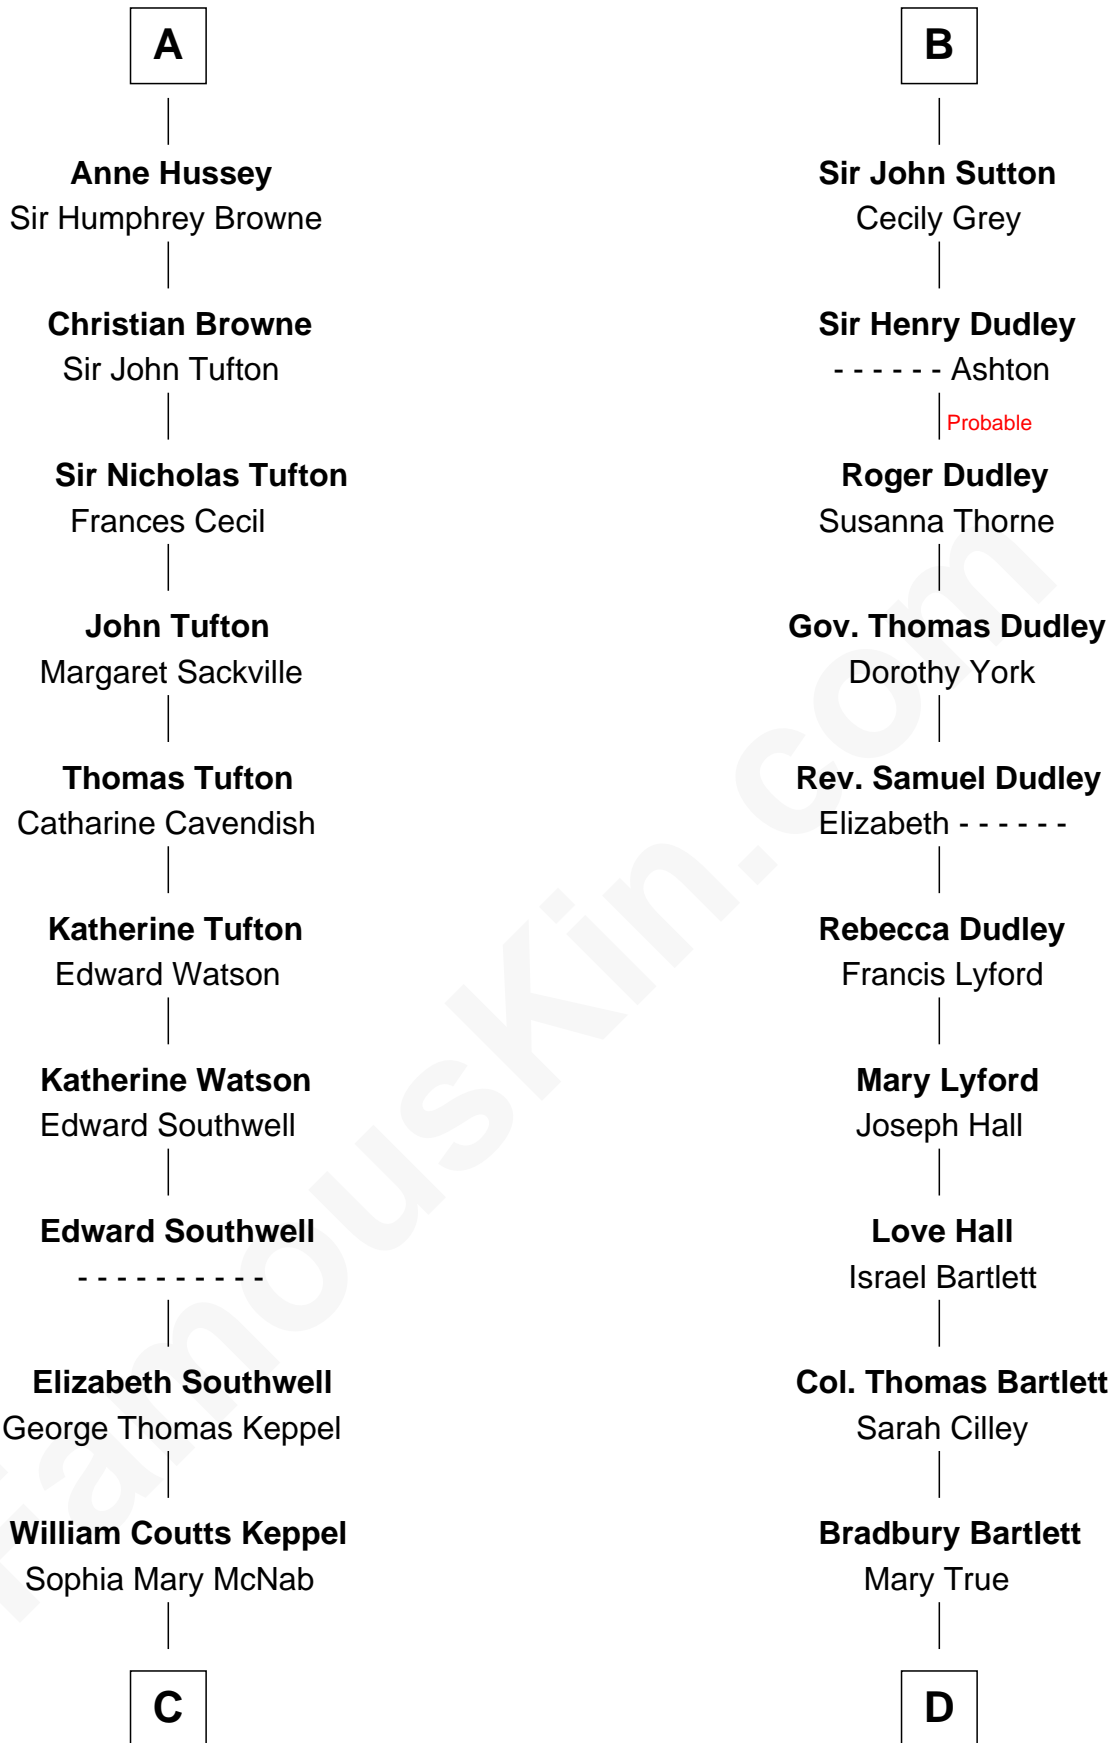 A
Anne Hussey
Sir Humphrey Browne
Christian Browne
Sir John Tufton
Sir Nicholas Tufton
Frances Cecil
John Tufton
Margaret Sackville
Thomas Tufton
Catharine Cavendish
Katherine Tufton
Edward Watson
Katherine Watson
Edward Southwell
Edward Southwell
- - - - - - - - - -
Elizabeth Southwell
George Thomas Keppel
William Coutts Keppel
Sophia Mary McNab
C
B
Sir John Sutton
Cecily Grey
Sir Henry Dudley
- - - - - - Ashton
Probable
Roger Dudley
Susanna Thorne
Gov. Thomas Dudley
Dorothy York
Rev. Samuel Dudley
Elizabeth - - - - - -
Rebecca Dudley
Francis Lyford
Mary Lyford
Joseph Hall
Love Hall
Israel Bartlett
Col. Thomas Bartlett
Sarah Cilley
Bradbury Bartlett
Mary True
D
FamousKin.com